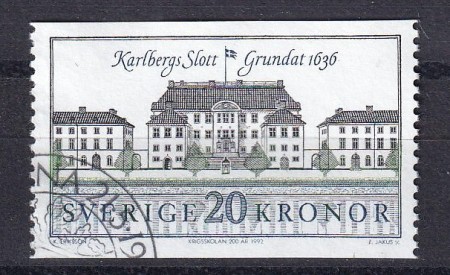 Karlbergs Slott Grundat 1636
SVERIGE 20 KRONOR
KRIGSSKOLAN 200 ÅR 1992